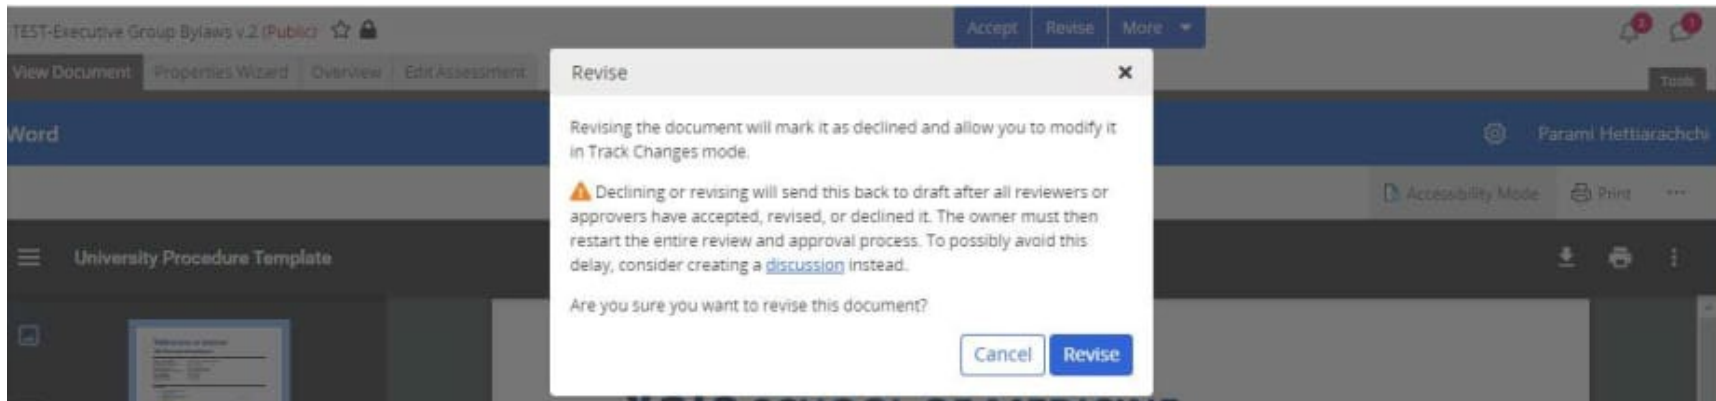 TEST-Executive Group Bylaws v.2 (Public)
Accept Revise More
2 1
View Document Properties Wizard Overview Edit Assessment
Tools
Revise
Word
Parami Hettiarachchi
Revising the document will mark it as declined and allow you to modify it
in Track Changes mode.
Declining or revising will send this back to draft after all reviewers or
approvers have accepted, revised, or declined it. The owner must then
restart the entire review and approval process. To possibly avoid this
delay, consider creating a discussion instead.
Accessibility Mode Print ...
University Procedure Template
Are you sure you want to revise this document?
Cancel Revise
SCHOOL OF MEDICINE